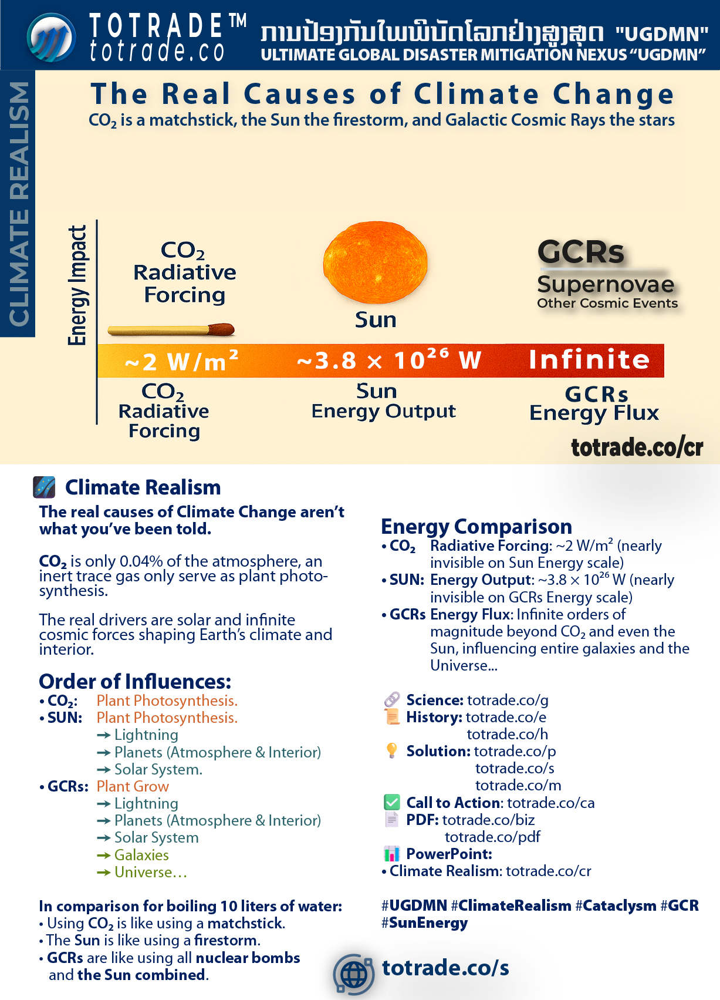 TOTRADE™
totrade.co
ການປ້ອງກັນໄພພິບັດໂລກຢ່າງສູງສຸດ "UGDMN"
ULTIMATE GLOBAL DISASTER MITIGATION NEXUS “UGDMN”
CLIMATE REALISM
The Real Causes of Climate Change
CO₂ is a matchstick, the Sun the firestorm, and Galactic Cosmic Rays the stars
Energy Impact
CO₂
Radiative
Forcing
Sun
GCRs
Supernovae
Other Cosmic Events
~2 W/m²
~3.8 × 10²⁶ W
Infinite
CO₂
Radiative
Forcing
Sun
Energy Output
GCRs
Energy Flux
totrade.co/cr
Climate Realism
The real causes of Climate Change aren’t
what you’ve been told.
CO₂ is only 0.04% of the atmosphere, an
inert trace gas only serve as plant photo-
synthesis.
The real drivers are solar and infinite
cosmic forces shaping Earth’s climate and
interior.
Order of Influences:
• CO₂: Plant Photosynthesis.
• SUN: Plant Photosynthesis.
→ Lightning
→ Planets (Atmosphere & Interior)
→ Solar System.
• GCRs: Plant Grow
→ Lightning
→ Planets (Atmosphere & Interior)
→ Solar System
→ Galaxies
→ Universe…
In comparison for boiling 10 liters of water:
• Using CO₂ is like using a matchstick.
• The Sun is like using a firestorm.
• GCRs are like using all nuclear bombs
and the Sun combined.
Energy Comparison
• CO₂ Radiative Forcing: ~2 W/m² (nearly
invisible on Sun Energy scale)
• SUN: Energy Output: ~3.8 × 10²⁶ W (nearly
invisible on GCRs Energy scale)
• GCRs Energy Flux: Infinite orders of
magnitude beyond CO₂ and even the
Sun, influencing entire galaxies and the
Universe...
Science: totrade.co/g
History: totrade.co/e
totrade.co/h
Solution: totrade.co/p
totrade.co/s
totrade.co/m
Call to Action: totrade.co/ca
PDF: totrade.co/biz
totrade.co/pdf
PowerPoint:
• Climate Realism: totrade.co/cr
#UGDMN #ClimateRealism #Cataclysm #GCR
#SunEnergy
totrade.co/s